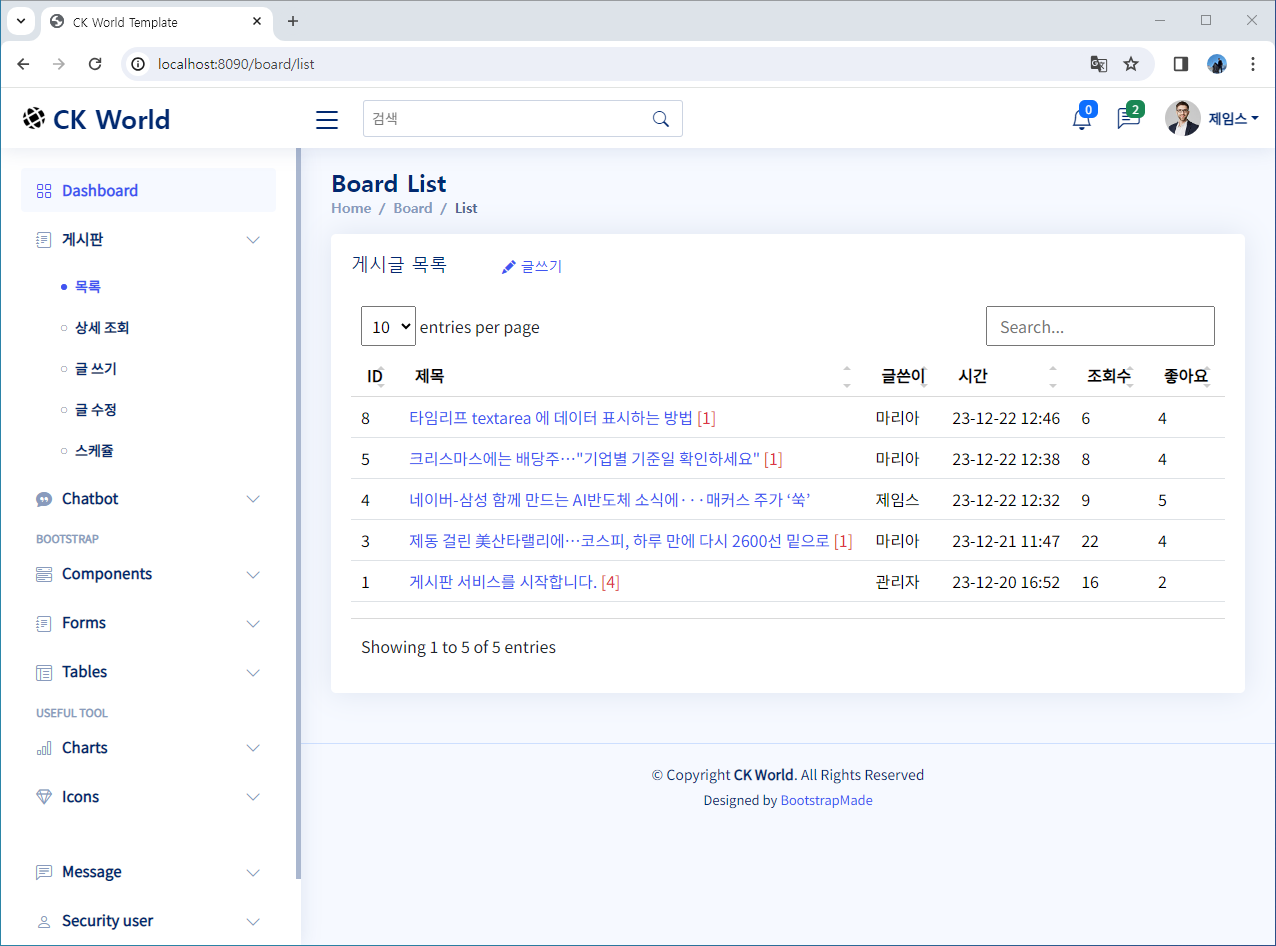 CK World Template
localhost:8090/board/list
CK World
검색
0
2
제임스
Dashboard
게시판
목록
상세 조회
글 쓰기
글 수정
스케쥴
Chatbot
BOOTSTRAP
Components
Forms
Tables
USEFUL TOOL
Charts
Icons
Message
Security user
Board List
Home / Board / List
게시글 목록 글쓰기
10 entries per page Search...
ID 제목 글쓴이 시간 조회수 좋아요
8 타임리프 textarea 에 데이터 표시하는 방법 [1] 마리아 23-12-22 12:46 6 4
5 크리스마스에는 배당주…"기업별 기준일 확인하세요" [1] 마리아 23-12-22 12:38 8 4
4 네이버-삼성 함께 만드는 AI반도체 소식에···매커스 주가 ‘쑥’ 제임스 23-12-22 12:32 9 5
3 제동 걸린 美산타랠리에…코스피, 하루 만에 다시 2600선 밑으로 [1] 마리아 23-12-21 11:47 22 4
1 게시판 서비스를 시작합니다. [4] 관리자 23-12-20 16:52 16 2
Showing 1 to 5 of 5 entries
© Copyright CK World. All Rights Reserved
Designed by BootstrapMade